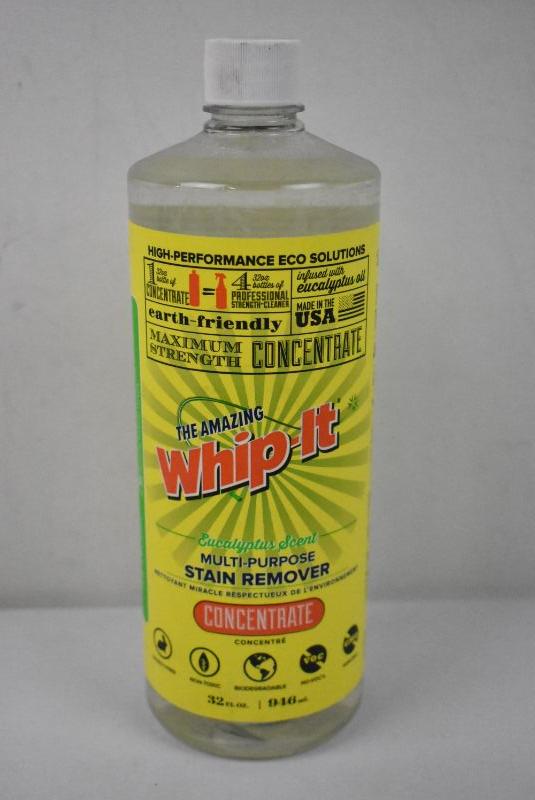 HIGH-PERFORMANCE ECO SOLUTIONS
1 32oz bottle of CONCENTRATE = 4 32oz bottles of PROFESSIONAL STRENGTH-CLEANER
infused with
eucalyptus oil
earth-friendly
MADE IN THE
USA
MAXIMUM
STRENGTH
CONCENTRATE
THE AMAZING
Whip-It
Eucalyptus Scent
MULTI-PURPOSE
STAIN REMOVER
NETTOYANT MIRACLE RESPECTUEUX DE L'ENVIRONNEMENT
CONCENTRATE
CONCENTRÉ
VOC
NON-TOXIC
BIODEGRADABLE
NO VOC'S
32 FL OZ. | 946 mL